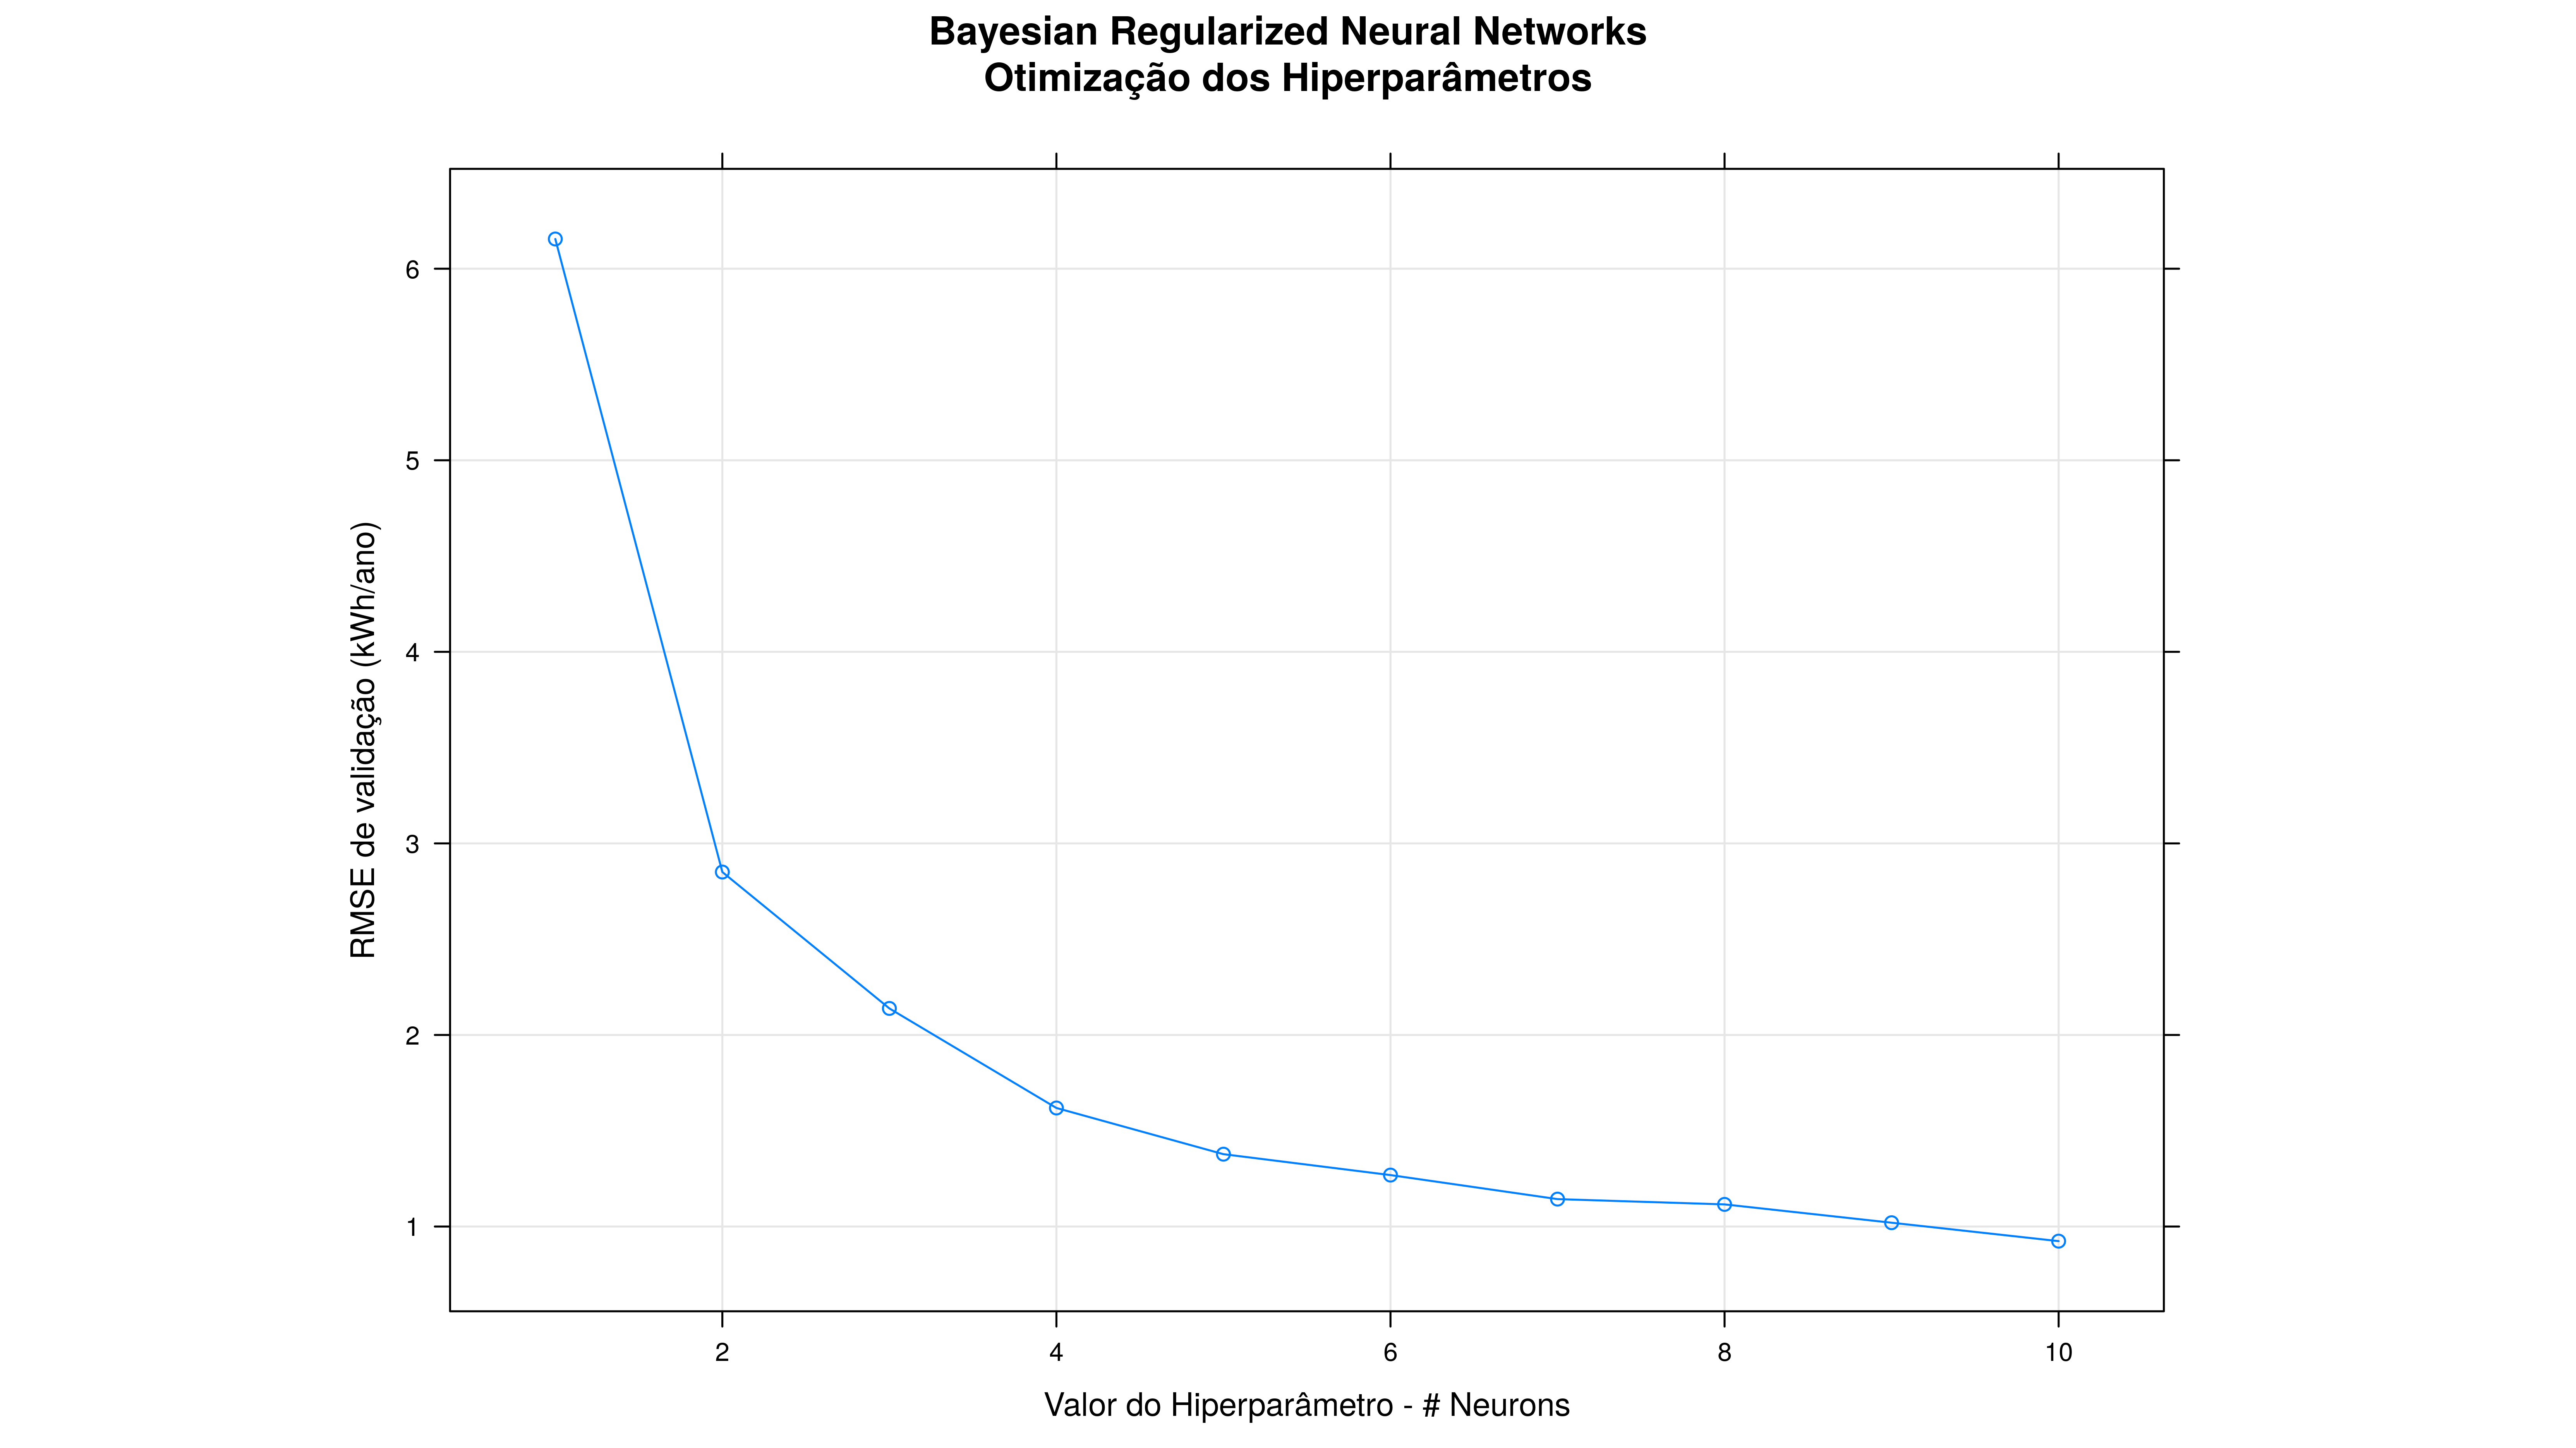 Bayesian Regularized Neural Networks
Otimização dos Hiperparâmetros
RMSE de validação (kWh/ano)
6
5
4
3
2
1
2 4 6 8 10
Valor do Hiperparâmetro - # Neurons